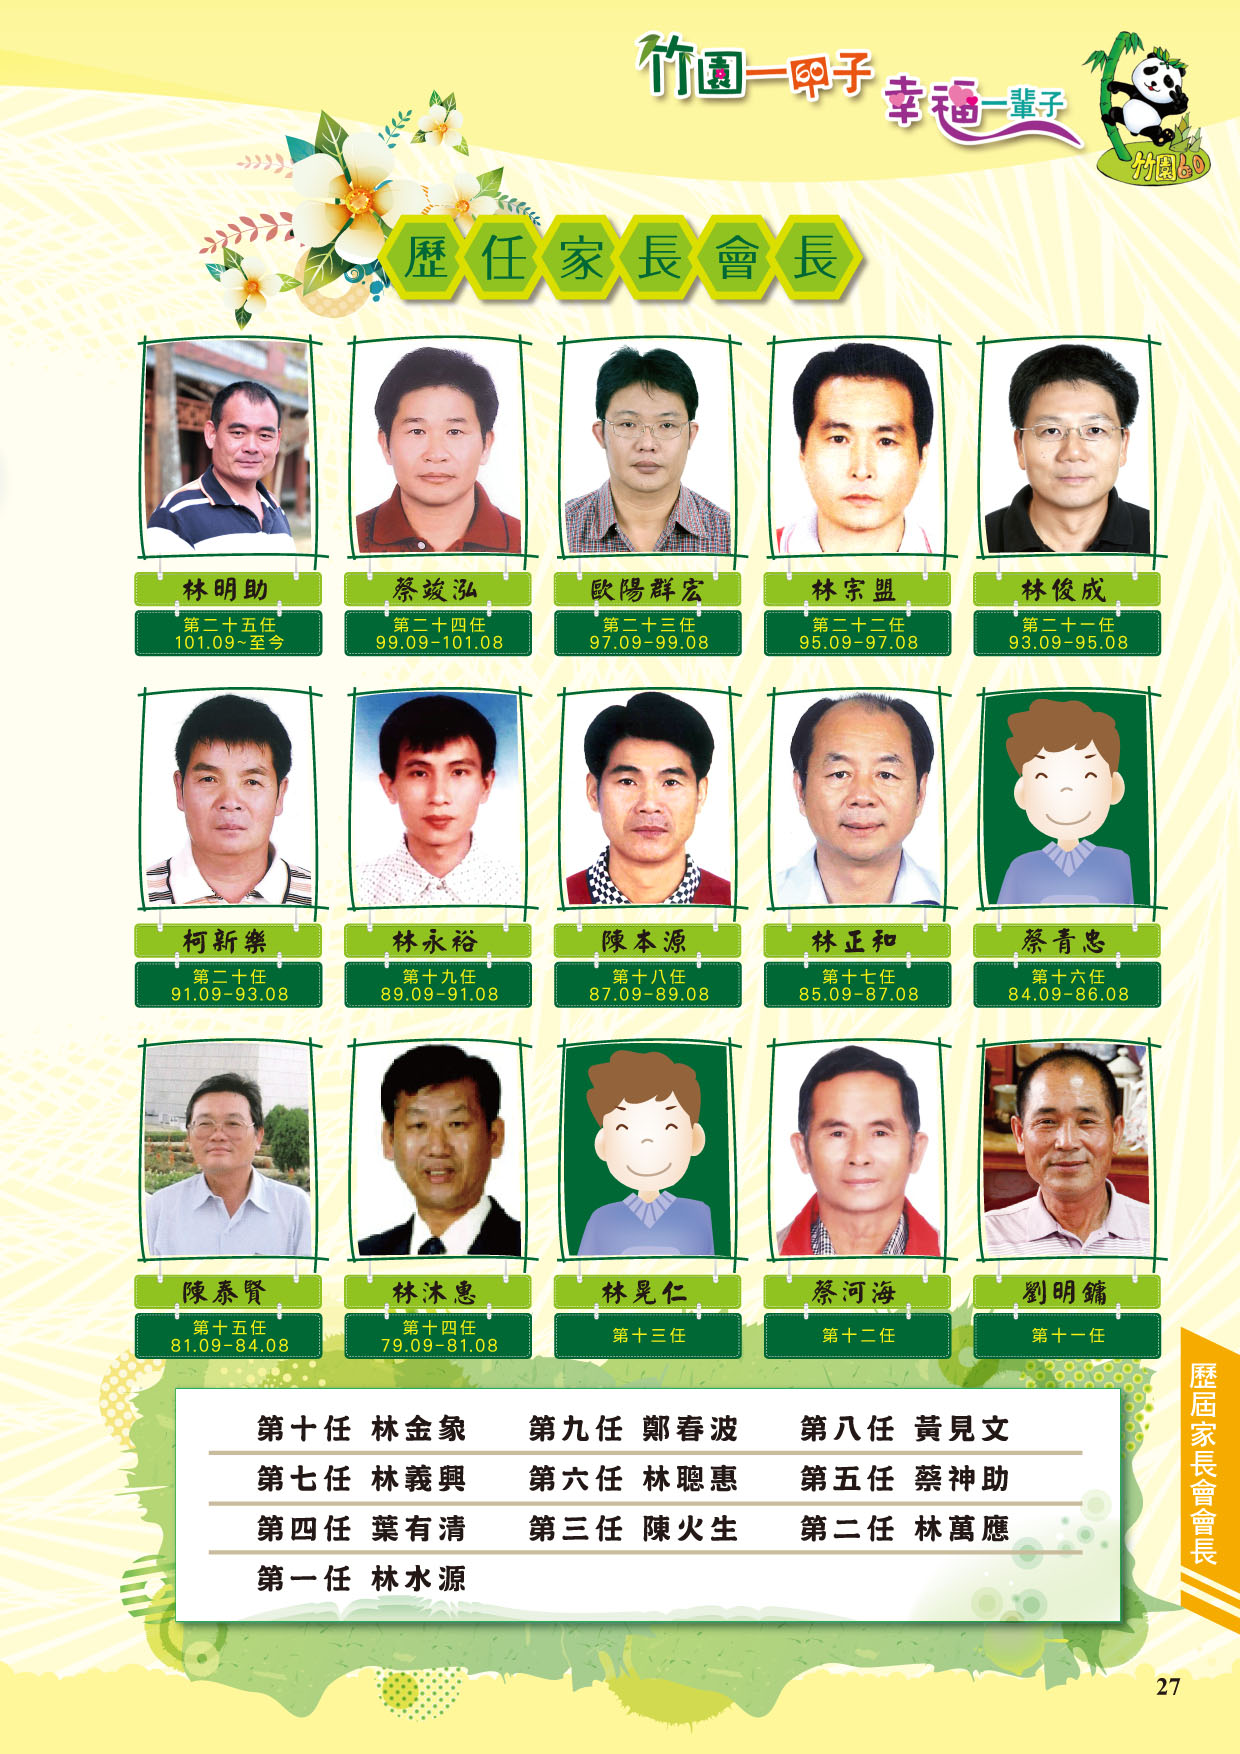 竹園一甲子
60
幸福一輩子
竹園60
歷任家長會長
林明助
第二十五任
101.09~至今
蔡竣泓
第二十四任
99.09-101.08
歐陽群宏
第二十三任
97.09-99.08
林宗盟
第二十二任
95.09-97.08
林俊成
第二十一任
93.09-95.08
柯新樂
第二十任
91.09-93.08
林永裕
第十九任
89.09-91.08
陳本源
第十八任
87.09-89.08
林正和
第十七任
85.09-87.08
蔡青忠
第十六任
84.09-86.08
陳泰賢
第十五任
81.09-84.08
林沐惠
第十四任
79.09-81.08
林晃仁
第十三任
蔡河海
第十二任
劉明鏞
第十一任
第十任 林金象 第九任 鄭春波 第八任 黃見文
第七任 林義興 第六任 林聰惠 第五任 蔡神助
第四任 葉有清 第三任 陳火生 第二任 林萬應
第一任 林水源
歷屆家長會會長
27